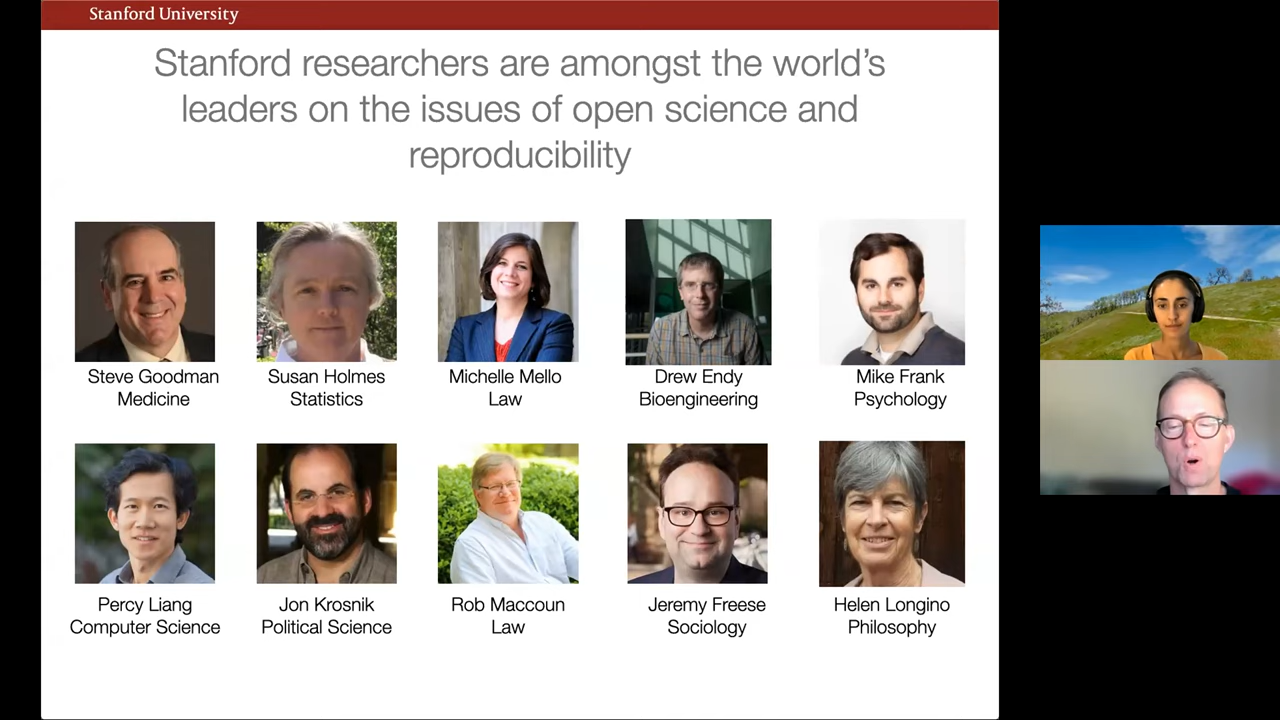 Stanford University
Stanford researchers are amongst the world's
leaders on the issues of open science and
reproducibility
Steve Goodman
Medicine
Susan Holmes
Statistics
Michelle Mello
Law
Drew Endy
Bioengineering
Mike Frank
Psychology
Percy Liang
Computer Science
Jon Krosnik
Political Science
Rob Maccoun
Law
Jeremy Freese
Sociology
Helen Longino
Philosophy